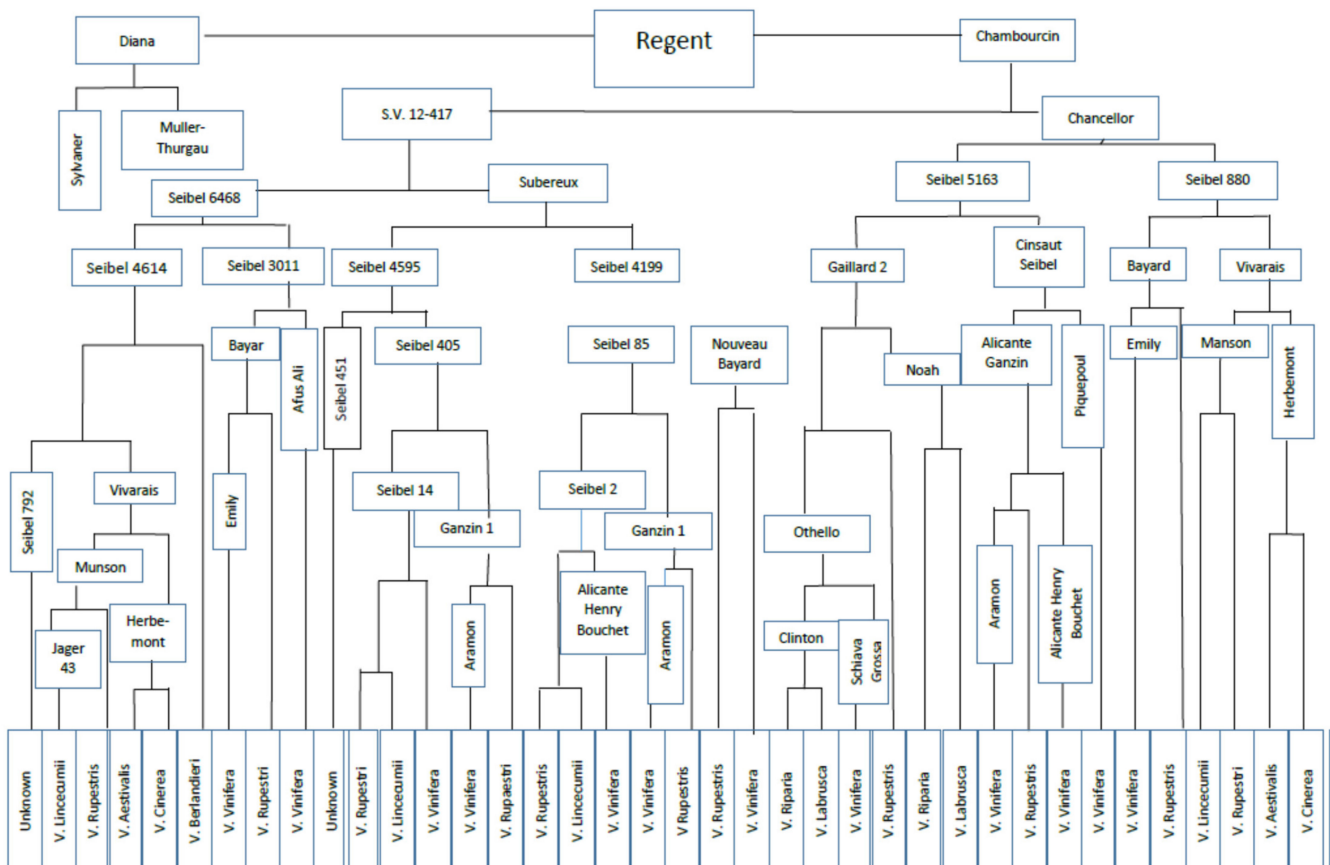 Regent
Diana
Chambourcin
S.V. 12-417
Chancellor
Sylvaner
Muller-
Thurgau
Subereux
Seibel 5163
Seibel 880
Seibel 6468
Seibel 4614
Seibel 3011
Seibel 4595
Seibel 4199
Gaillard 2
Cinsaut
Seibel
Bayard
Vivarais
Bayar
Afus Ali
Seibel 451
Seibel 405
Seibel 85
Nouveau
Bayard
Noah
Alicante
Ganzin
Piquepoul
Emily
Manson
Herbemont
Seibel 792
Vivarais
Emily
Seibel 14
Ganzin 1
Seibel 2
Ganzin 1
Othello
Munson
Jager
43
Herbe-
mont
Aramon
Alicante
Henry
Bouchet
Aramon
Clinton
Schiava
Grossa
Aramon
Alicante Henry
Bouchet
Unknown
V. Lincecumii
V. Rupestris
V. Aestivalis
V. Cinerea
V. Berlandieri
V. Vinifera
V. Rupestri
V. Vinifera
Unknown
V. Rupestri
V. Lincecumii
V. Vinifera
V. Vinifera
V. Rupaestri
V. Rupestris
V. Lincecumii
V. Vinifera
V. Vinifera
V Rupestris
V. Rupestris
V. Vinifera
V. Riparia
V. Labrusca
V. Vinifera
V. Rupestris
V. Riparia
V. Labrusca
V. Vinifera
V. Rupestris
V. Vinifera
V. Vinifera
V. Vinifera
V. Rupestris
V. Lincecumii
V. Rupestri
V. Aestivalis
V. Cinerea